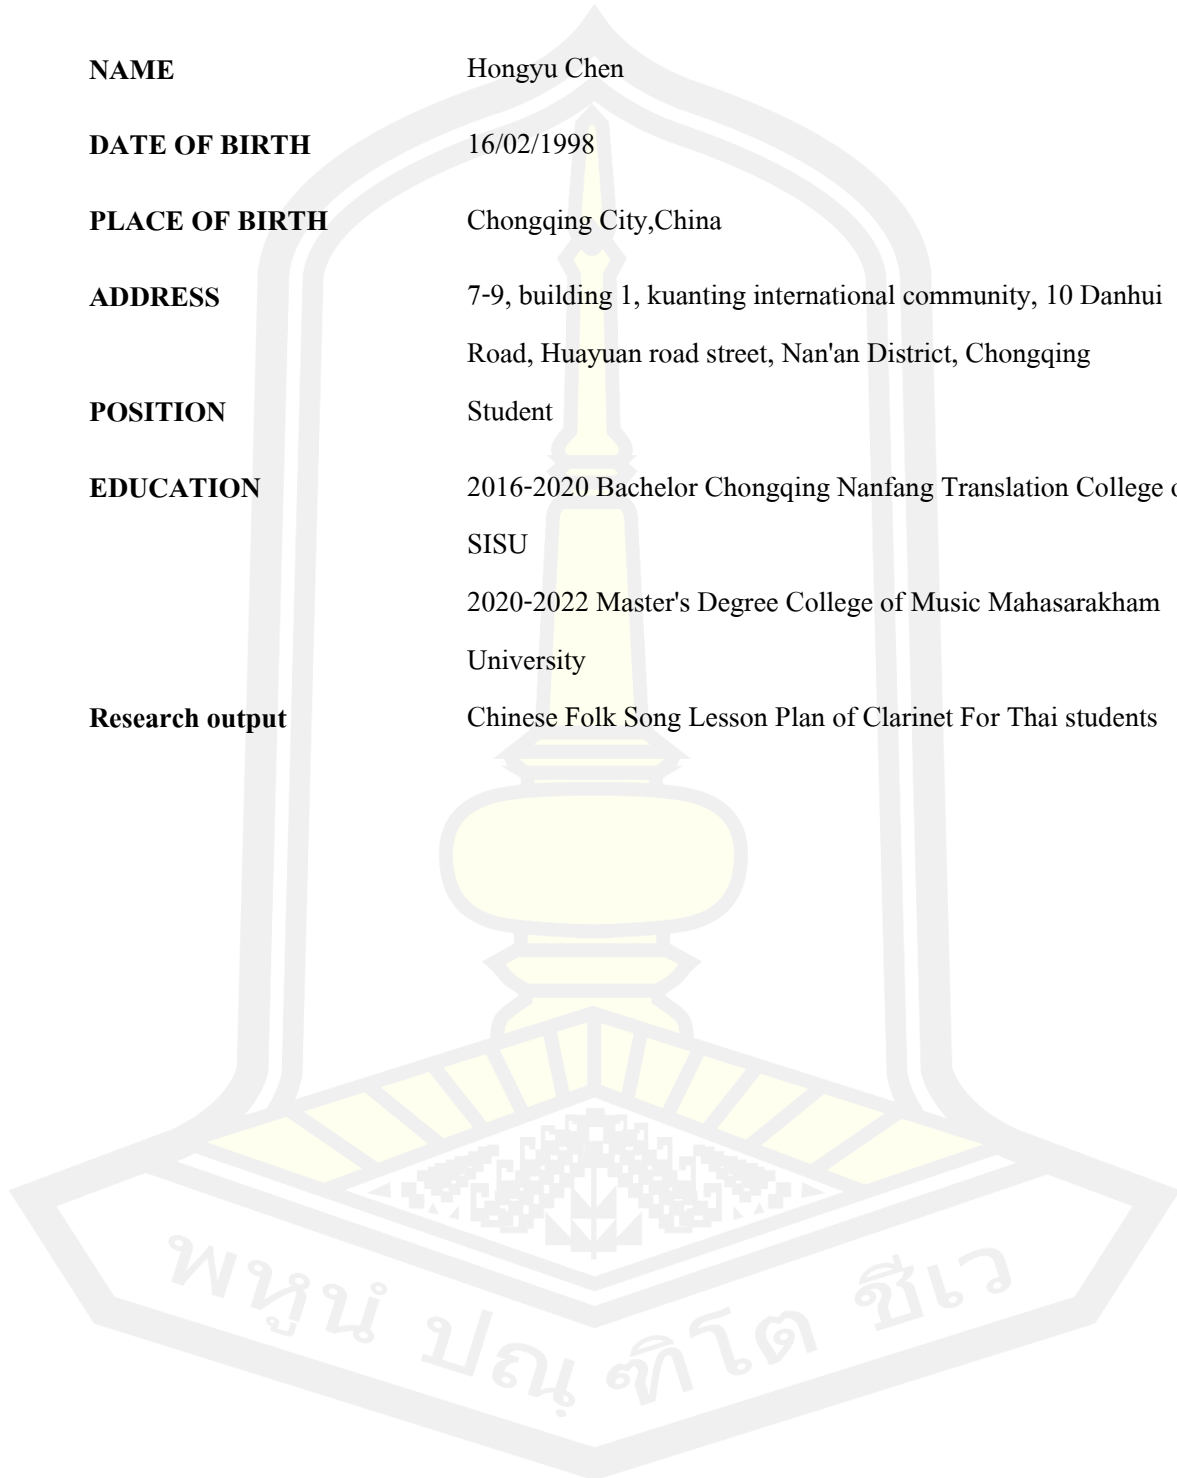 NAME Hongyu Chen
DATE OF BIRTH 16/02/1998
PLACE OF BIRTH Chongqing City,China
ADDRESS 7-9, building 1, kuanting international community, 10 Danhui
Road, Huayuan road street, Nan'an District, Chongqing
POSITION Student
EDUCATION 2016-2020 Bachelor Chongqing Nanfang Translation College
SISU
2020-2022 Master's Degree College of Music Mahasarakham
University
Research output Chinese Folk Song Lesson Plan of Clarinet For Thai students
พหูนํ ปณฺฑิโต ชีเว